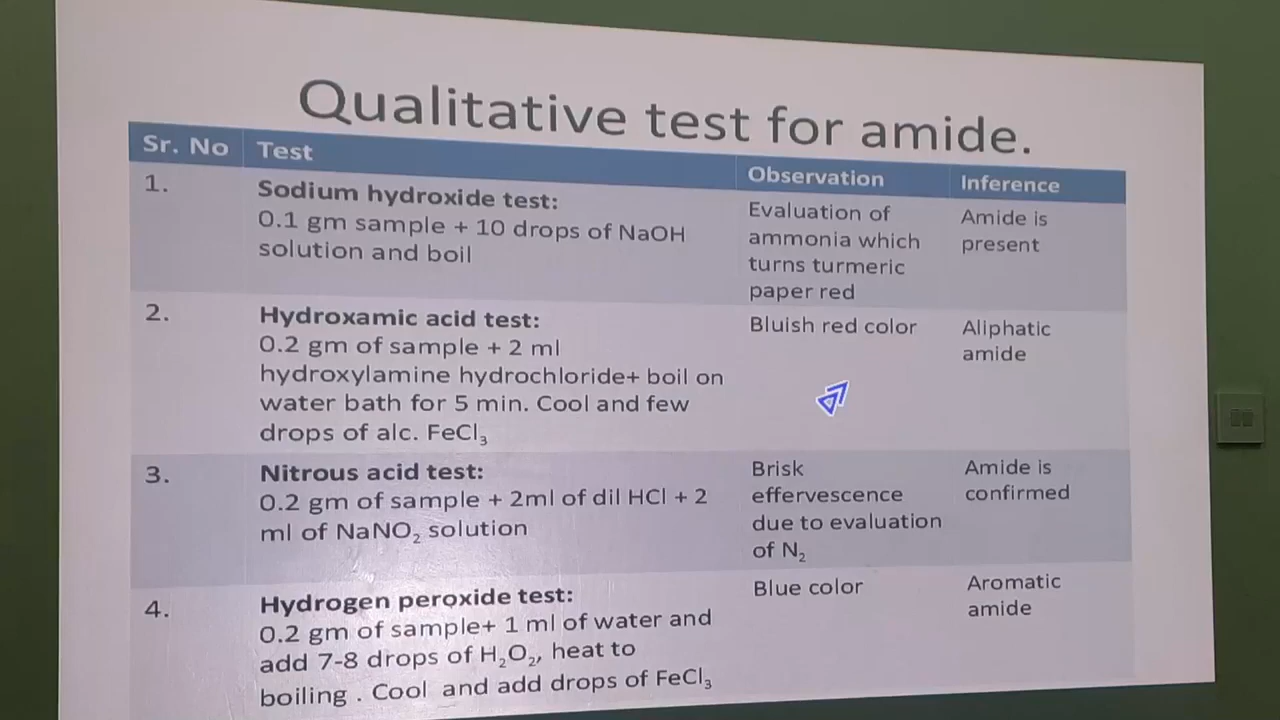 Qualitative test for amide.
Sr. No Test Observation Inference
1. Sodium hydroxide test:
0.1 gm sample + 10 drops of NaOH
solution and boil
Evaluation of
ammonia which
turns turmeric
paper red
Amide is
present
2. Hydroxamic acid test:
0.2 gm of sample + 2 ml
hydroxylamine hydrochloride+ boil on
water bath for 5 min. Cool and few
drops of alc. FeCl₃
Bluish red color
Aliphatic
amide
3. Nitrous acid test:
0.2 gm of sample + 2ml of dil HCl + 2
ml of NaNO₂ solution
Brisk
effervescence
due to evaluation
of N₂
Amide is
confirmed
4. Hydrogen peroxide test:
0.2 gm of sample+ 1 ml of water and
add 7-8 drops of H₂O₂, heat to
boiling . Cool and add drops of FeCl₃
Blue color
Aromatic
amide